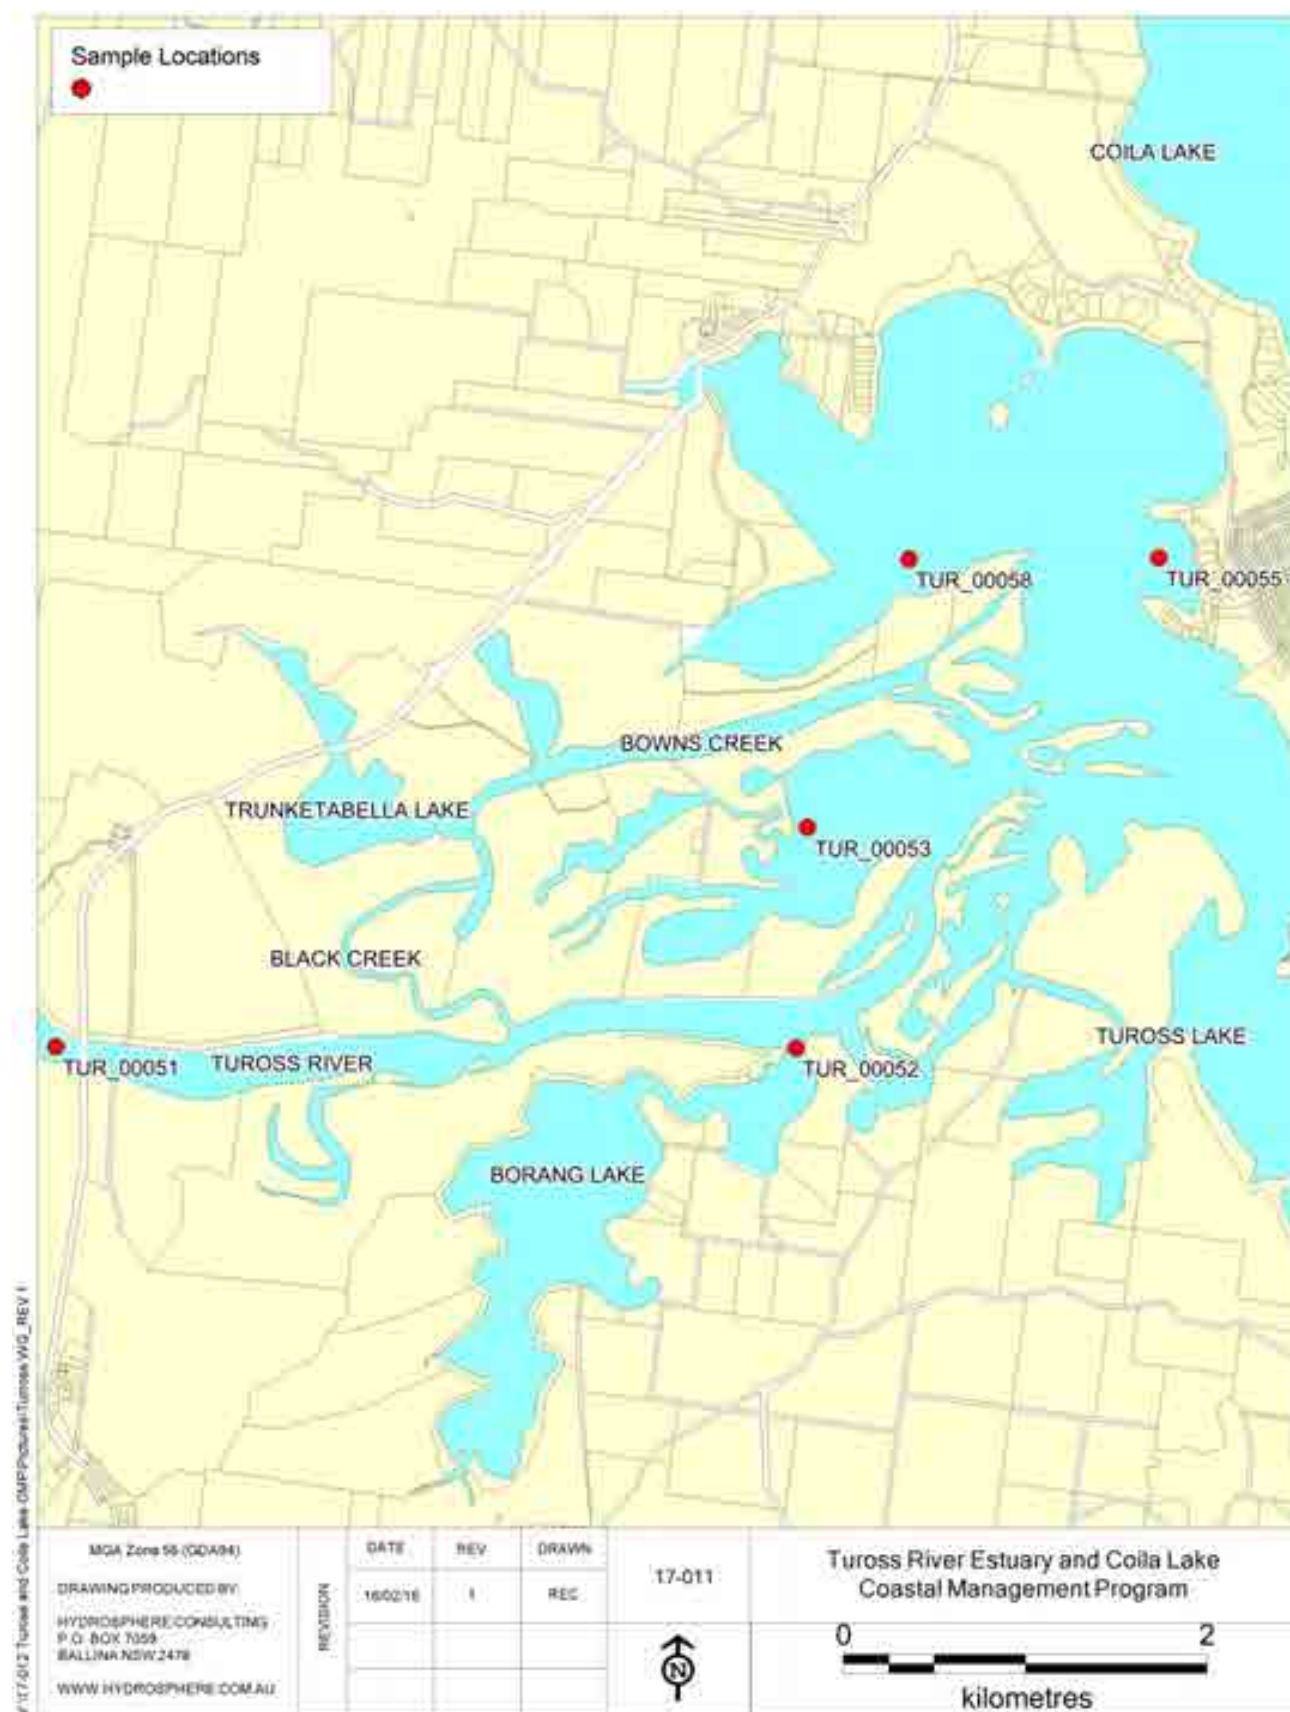 Sample Locations
COILA LAKE
TUR_00058
TUR_00055
BOWNS CREEK
TRUNKETABELLA LAKE
TUR_00053
BLACK CREEK
TUROSS LAKE
TUR_00051
TUROSS RIVER
TUR_00052
BORANG LAKE
MGA Zone 56 (GDA94)
DRAWING PRODUCED BY:
HYDROSPHERE CONSULTING
P.O. BOX 7059
BALLINA NSW 2478
WWW.HYDROSPHERE.COM.AU
REVISION
DATE REV DRAWN
1 REC
17-011
N
Tuross River Estuary and Coila Lake
Coastal Management Program
0 2
kilometres